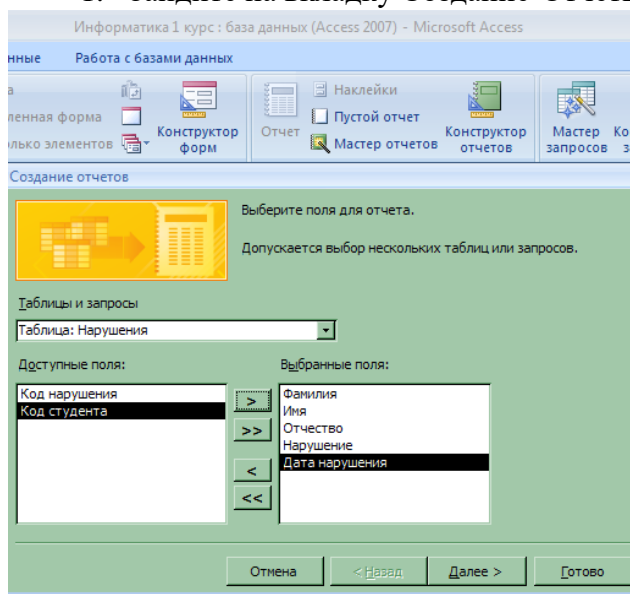 Информатика 1 курс : база данных (Access 2007) - Microsoft Access
Работа с базами данных
Наклейки
форма
Пустой отчет
элементов
Конструктор форм
Отчет
Мастер отчетов
Конструктор отчетов
Мастер запросов
Создание отчетов
Выберите поля для отчета.
Допускается выбор нескольких таблиц или запросов.
Таблицы и запросы
Таблица: Нарушения
Доступные поля:
Выбранные поля:
Код нарушения
Код студента
>
>>
<
<<
Фамилия
Имя
Отчество
Нарушение
Дата нарушения
Отмена
< Назад
Далее >
Готово